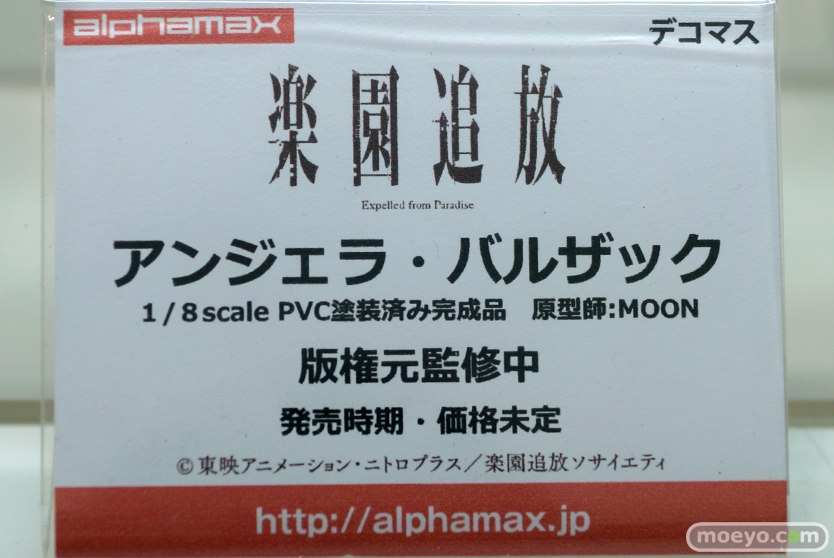 alphamax
デコマス
楽園追放
Expelled from Paradise
アンジェラ・バルザック
1/8scale PVC塗装済み完成品　原型師:MOON
版権元監修中
発売時期・価格未定
©東映アニメーション・ニトロプラス／楽園追放ソサイエティ
http://alphamax.jp
moeyo.com